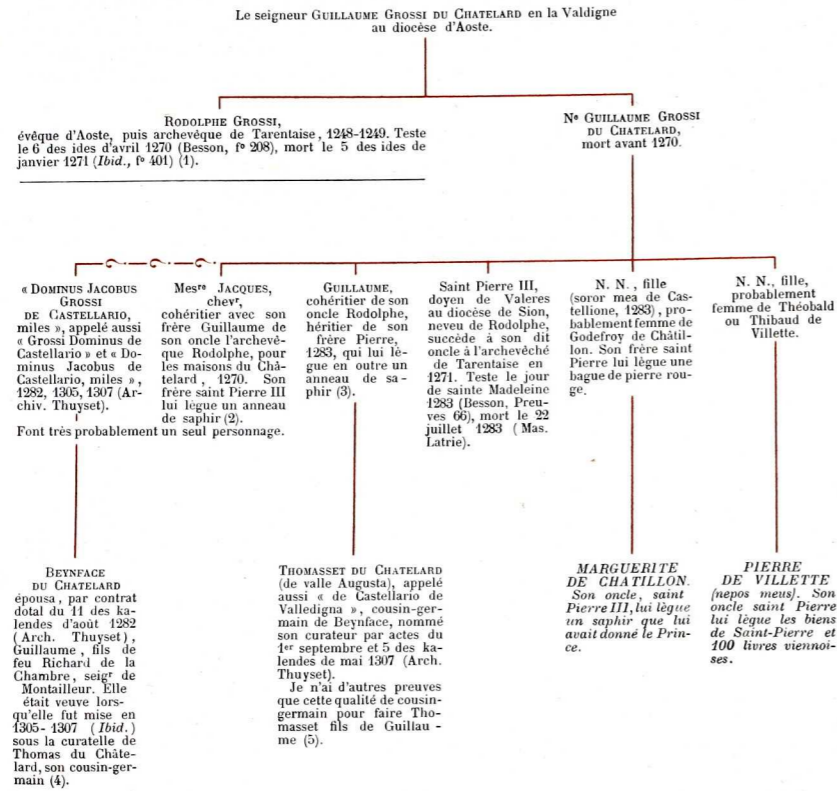 Le seigneur GUILLAUME GROSSI DU CHATELARD en la Valdigne
au diocèse d'Aoste.
RODOLPHE GROSSI,
évêque d'Aoste, puis archevêque de Tarentaise, 1248-1249. Teste
le 6 des ides d'avril 1270 (Besson, fº 208), mort le 5 des ides de
janvier 1271 (Ibid., fº 401) (1).
Nᵉ GUILLAUME GROSSI
DU CHATELARD,
mort avant 1270.
« DOMINUS JACOBUS
GROSSI
DE CASTELLARIO,
miles », appelé aussi
« Grossi Dominus de
Castellario » et « Do-
minus Jacobus de
Castellario, miles »,
1282, 1305, 1307 (Ar-
chiv. Thuyset).
Mesʳᵉ JACQUES,
chevʳ,
cohéritier avec son
frère Guillaume de
son oncle l'archevê-
que Rodolphe, pour
les maisons du Châ-
telard, 1270. Son
frère saint Pierre III
lui lègue un anneau
de saphir (2).
Font très probablement un seul personnage.
GUILLAUME,
cohéritier de son
oncle Rodolphe,
héritier de son
frère Pierre,
1283, qui lui lè-
gue en outre un
anneau de sa-
phir (3).
Saint Pierre III,
doyen de Valeres
au diocèse de Sion,
neveu de Rodolphe,
succède à son dit
oncle à l'archevêché
de Tarentaise en
1271. Teste le jour
de sainte Madeleine
1283 (Besson, Preu-
ves 66), mort le 22
juillet 1283 (Mas.
Latrie).
N. N., fille
(soror mea de Cas-
tellione, 1283), pro-
bablement femme de
Godefroy de Châtil-
lon. Son frère saint
Pierre lui lègue une
bague de pierre rou-
ge.
N. N., fille,
probablement
femme de Théobald
ou Thibaud de
Villette.
BEYNFACE
DU CHATELARD
épousa, par contrat
dotal du 11 des ka-
lendes d'août 1282
(Arch. Thuyset),
Guillaume, fils de
feu Richard de la
Chambre, seigʳ de
Montailleur. Elle
était veuve lors-
qu'elle fut mise en
1305-1307 (Ibid.)
sous la curatelle de
Thomas du Châte-
lard, son cousin-ger-
main (4).
THOMASSET DU CHATELARD
(de valle Augusta), appelé
aussi « de Castellario de
Valledigna », cousin-ger-
main de Beynface, nommé
son curateur par actes du
1ᵉʳ septembre et 5 des ka-
lendes de mai 1307 (Arch.
Thuyset).
Je n'ai d'autres preuves
que cette qualité de cousin-
germain pour faire Tho-
masset fils de Guillau-
me (5).
MARGUERITE
DE CHATILLON.
Son oncle, saint
Pierre III, lui lègue
un saphir que lui
avait donné le Prin-
ce.
PIERRE
DE VILLETTE
(nepos meus). Son
oncle saint Pierre
lui lègue les biens
de Saint-Pierre et
100 livres viennoi-
ses.